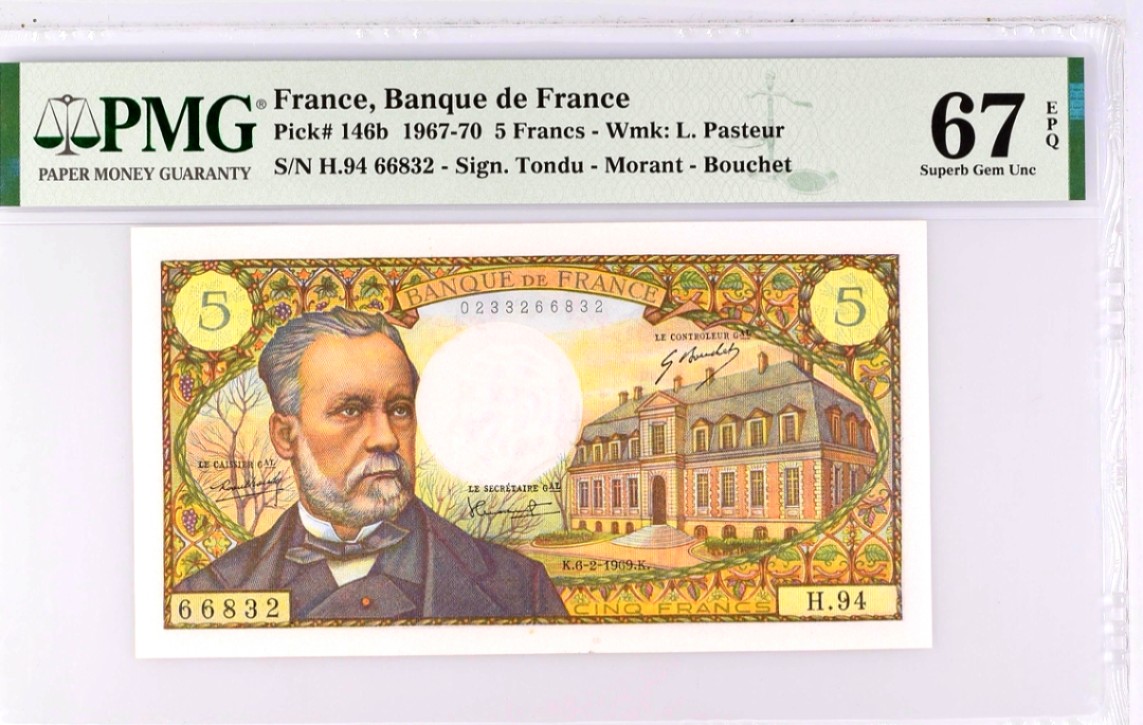 PMG®
PAPER MONEY GUARANTY
France, Banque de France
Pick# 146b 1967-70 5 Francs - Wmk: L. Pasteur
S/N H.94 66832 - Sign. Tondu - Morant - Bouchet
67 EPQ
Superb Gem Unc
BANQUE DE FRANCE
0233266832
5
5
LE CONTROLEUR GAL
G Bouchet
LE CAISSIER GAL
LE SECRÉTAIRE GAL
K.6-2-1969.K.
66832
CINQ FRANCS
H.94